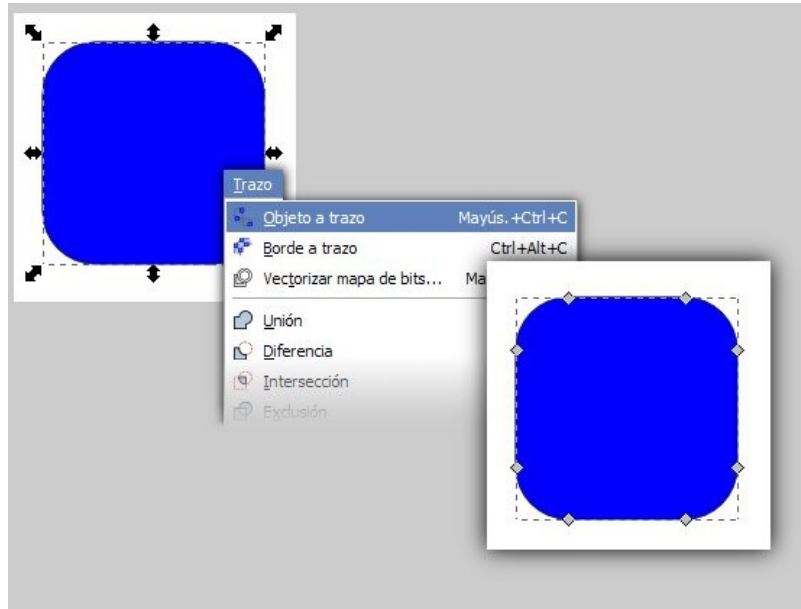 Trazo
Objeto a trazo Mayús.+Ctrl+C
Borde a trazo Ctrl+Alt+C
Vectorizar mapa de bits... Ma
Unión
Diferencia
Intersección
Exclusión